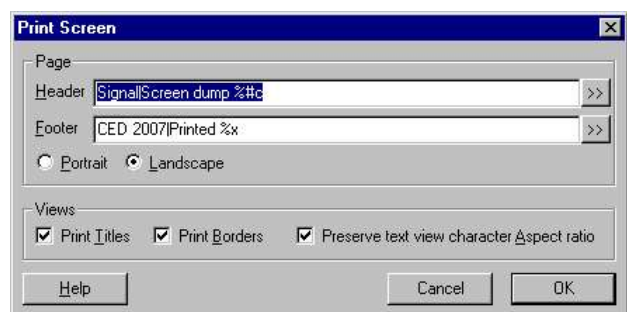 Print Screen
Page
Header Signal|Screen dump %#c >>
Footer CED 2007|Printed %x >>
Portrait Landscape
Views
Print Titles Print Borders Preserve text view character Aspect ratio
Help Cancel OK